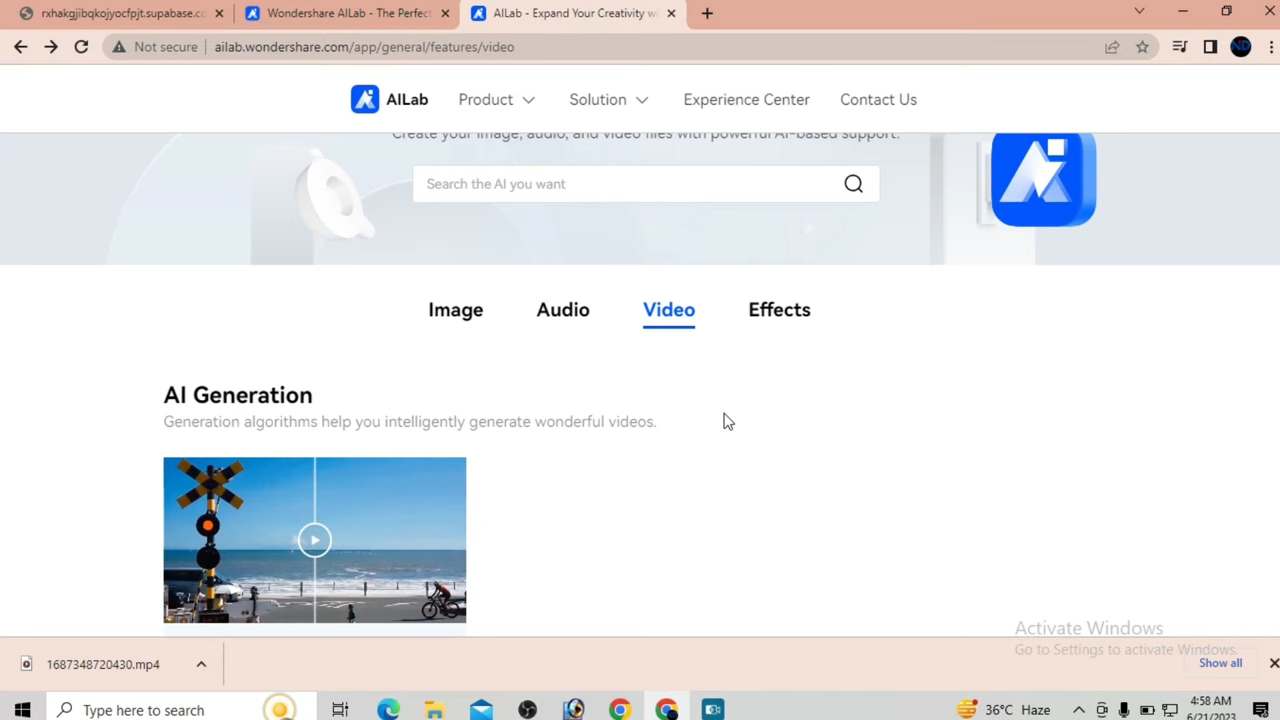 rxhakgjibqkojyocfpjt.supabase.co
Wondershare AILab - The Perfect
AILab - Expand Your Creativity wi
Not secure
ailab.wondershare.com/app/general/features/video
AILab
Product
Solution
Experience Center
Contact Us
Create your image, audio, and video files with powerful AI-based support.
Search the AI you want
Image
Audio
Video
Effects
AI Generation
Generation algorithms help you intelligently generate wonderful videos.
Activate Windows
Go to Settings to activate Windows.
1687348720430.mp4
Show all
Type here to search
36°C Haze
4:58 AM
6/21/2023